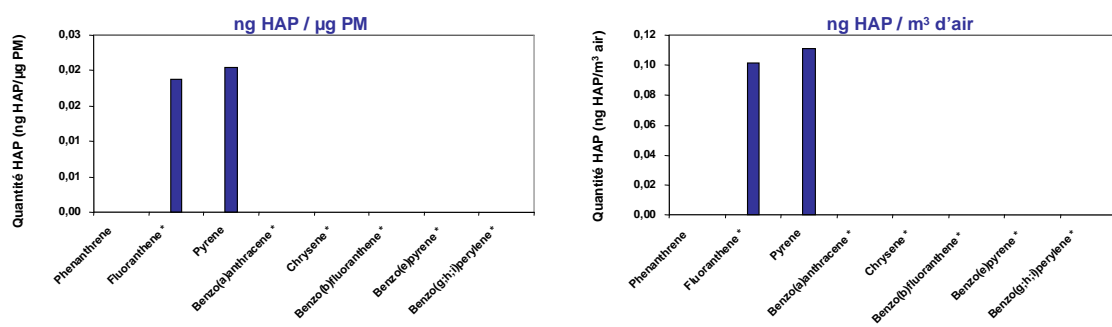 ng HAP / µg PM
Quantité HAP (ng HAP/µg PM)
0,03
0,02
0,02
0,01
0,01
0,00
Phenanthrene
Fluoranthene *
Pyrene
Benzo(a)anthracene *
Chrysene *
Benzo(b)fluoranthene *
Benzo(e)pyrene *
Benzo(g;h;i)perylene *
ng HAP / m³ d’air
Quantité HAP (ng HAP/m³ air)
0,12
0,10
0,08
0,06
0,04
0,02
0,00
Phenanthrene
Fluoranthene *
Pyrene
Benzo(a)anthracene *
Chrysene *
Benzo(b)fluoranthene *
Benzo(e)pyrene *
Benzo(g;h;i)perylene *